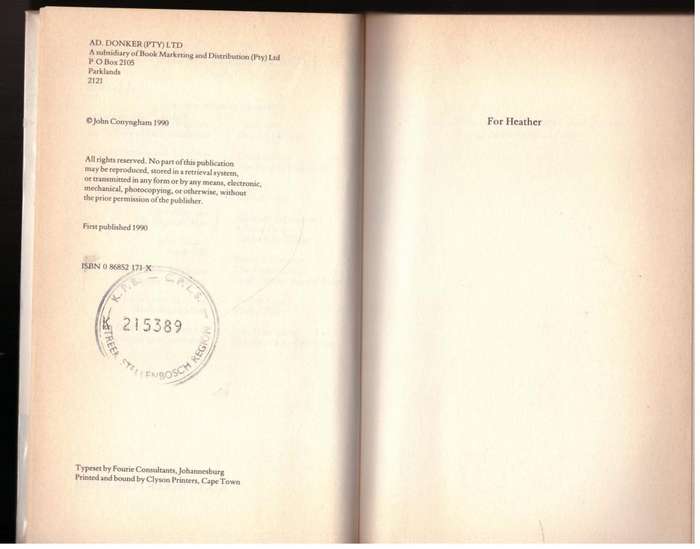 AD. DONKER (PTY) LTD
A subsidiary of Book Marketing and Distribution (Pty) Ltd
P O Box 2105
Parklands
2121
© John Conyngham 1990
All rights reserved. No part of this publication
may be reproduced, stored in a retrieval system,
or transmitted in any form or by any means, electronic,
mechanical, photocopying, or otherwise, without
the prior permission of the publisher.
First published 1990
ISBN 0 86852 171 X
K.P.B. — C.P.L.S.
215389
STREEK STELLENBOSCH REGION
Typeset by Fourie Consultants, Johannesburg
Printed and bound by Clyson Printers, Cape Town
For Heather